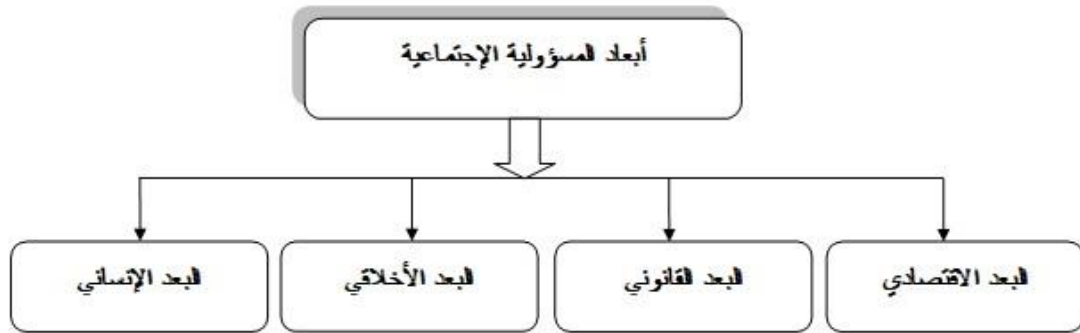 أبعاد المسؤولية الإجتماعية
البعد الاقتصادي
البعد القانوني
البعد الأخلاقي
البعد الإنساني